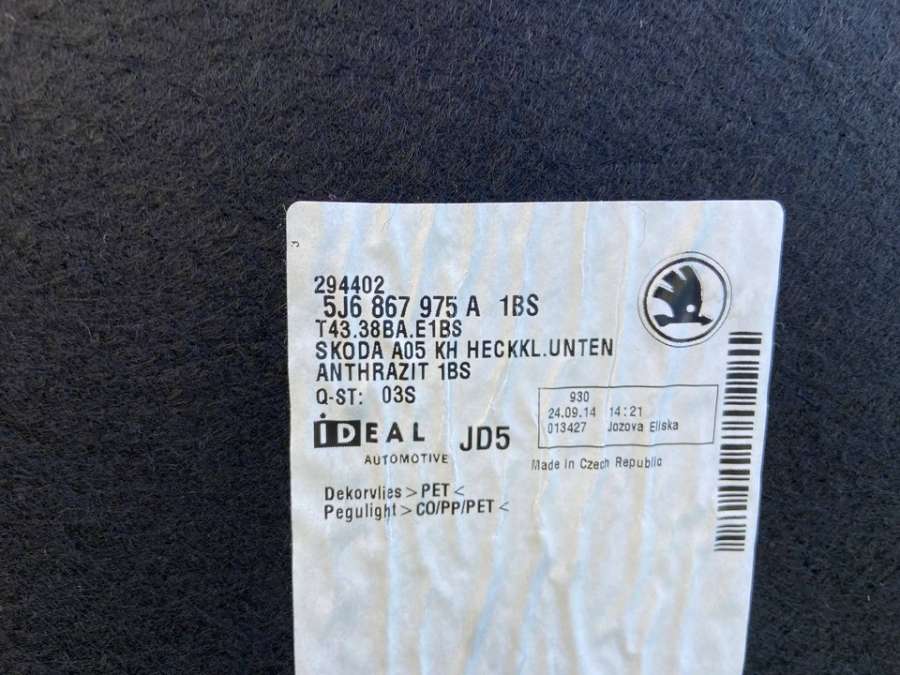 294402
5J6 867 975 A 1BS
T43.38BA.E1BS
SKODA A05 KH HECKKL.UNTEN
ANTHRAZIT 1BS
Q-ST: 03S
930
24.09.14 14:21
013427 Jozova Eliska
iDEAL JD5
AUTOMOTIVE
Made in Czech Republic
Dekorvlies >PET<
Pegulight >CO/PP/PET<